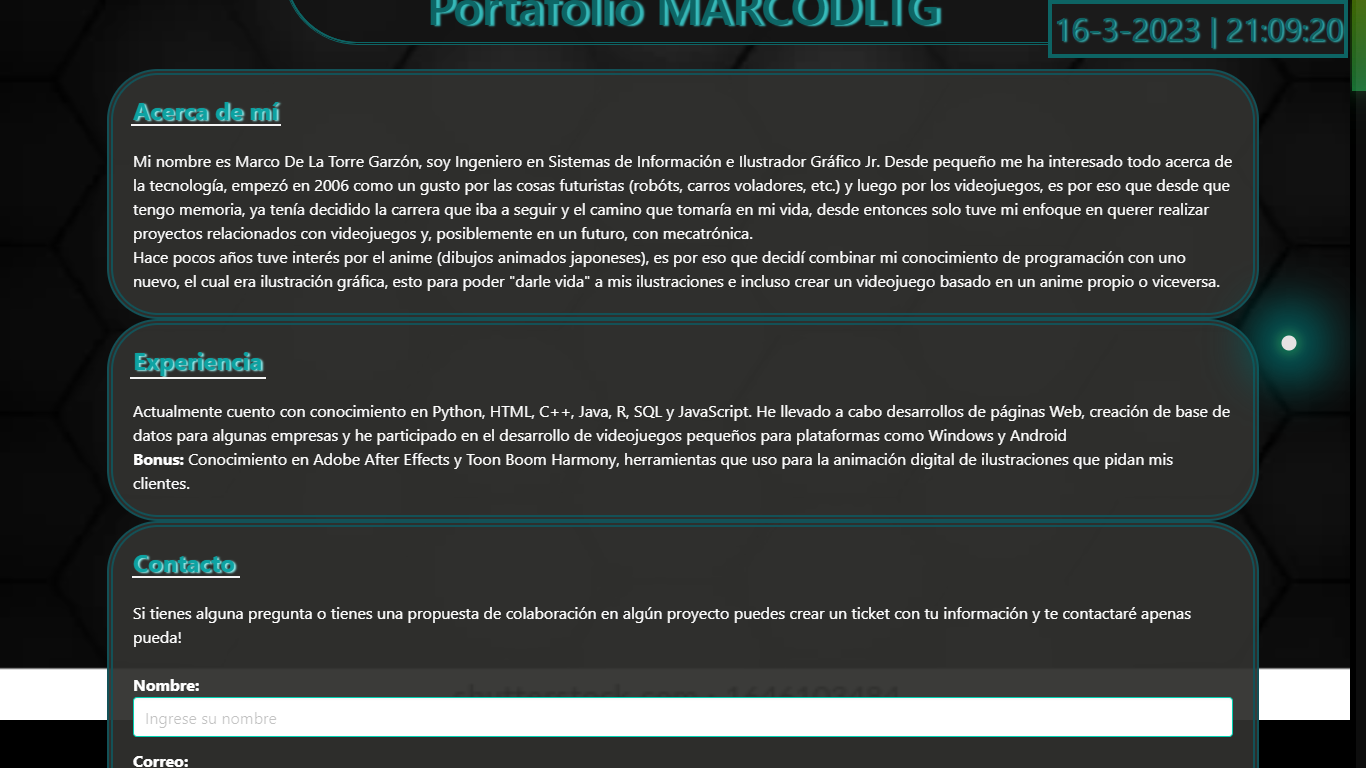 Portafolio MARCODLTG
16-3-2023 | 21:09:20
Acerca de mí
Mi nombre es Marco De La Torre Garzón, soy Ingeniero en Sistemas de Información e Ilustrador Gráfico Jr. Desde pequeño me ha interesado todo acerca de
la tecnología, empezó en 2006 como un gusto por las cosas futuristas (robóts, carros voladores, etc.) y luego por los videojuegos, es por eso que desde que
tengo memoria, ya tenía decidido la carrera que iba a seguir y el camino que tomaría en mi vida, desde entonces solo tuve mi enfoque en querer realizar
proyectos relacionados con videojuegos y, posiblemente en un futuro, con mecatrónica.
Hace pocos años tuve interés por el anime (dibujos animados japoneses), es por eso que decidí combinar mi conocimiento de programación con uno
nuevo, el cual era ilustración gráfica, esto para poder "darle vida" a mis ilustraciones e incluso crear un videojuego basado en un anime propio o viceversa.
Experiencia
Actualmente cuento con conocimiento en Python, HTML, C++, Java, R, SQL y JavaScript. He llevado a cabo desarrollos de páginas Web, creación de base de
datos para algunas empresas y he participado en el desarrollo de videojuegos pequeños para plataformas como Windows y Android
Bonus: Conocimiento en Adobe After Effects y Toon Boom Harmony, herramientas que uso para la animación digital de ilustraciones que pidan mis
clientes.
Contacto
Si tienes alguna pregunta o tienes una propuesta de colaboración en algún proyecto puedes crear un ticket con tu información y te contactaré apenas
pueda!
Nombre:
shutterstock.com · 1646103484
Ingrese su nombre
Correo: